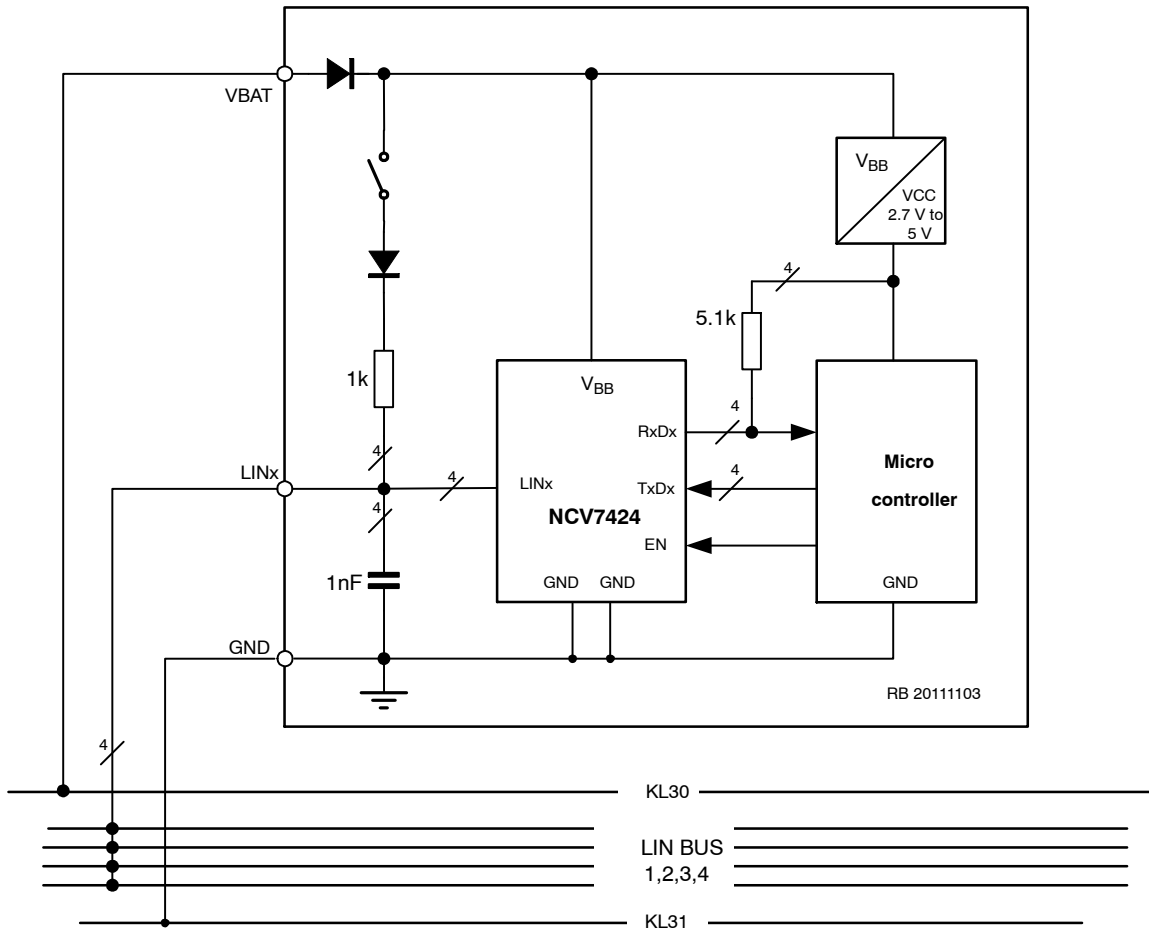 VBAT
VBB
VCC
2.7 V to
5 V
4
5.1k
1k
VBB
4
RxDx
4
LINx
4
LINx
TxDx
4
Micro
controller
NCV7424
4
EN
1nF
GND GND
GND
GND
RB 20111103
4
KL30
LIN BUS
1,2,3,4
KL31